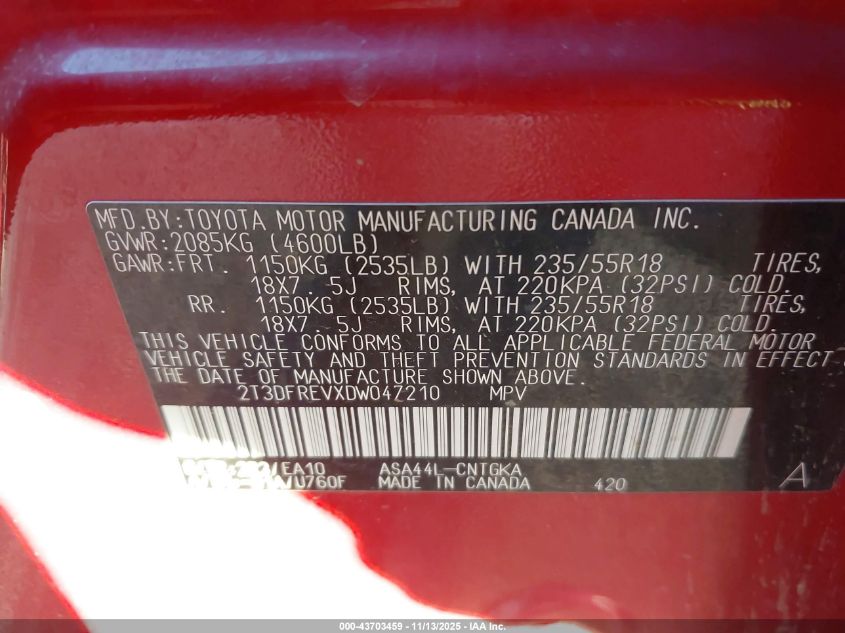 MFD.BY:TOYOTA MOTOR MANUFACTURING CANADA INC.
GVWR:2085KG (4600LB)
GAWR:FRT. 1150KG (2535LB) WITH 235/55R18 TIRES,
18X7.5J RIMS, AT 220KPA (32PSI) COLD.
RR. 1150KG (2535LB) WITH 235/55R18 TIRES,
18X7.5J RIMS, AT 220KPA (32PSI) COLD.
THIS VEHICLE CONFORMS TO ALL APPLICABLE FEDERAL MOTOR
VEHICLE SAFETY AND THEFT PREVENTION STANDARDS IN EFFECT
THE DATE OF MANUFACTURE SHOWN ABOVE.
2T3DFREVXDW047210 MPV
/EA10 ASA44L-CNTGKA
/U760F MADE IN CANADA 420 A
000-43703459 - 11/13/2025 - IAA Inc.